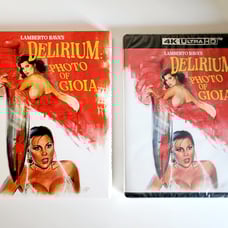 LAMBERTO BAVA'S
DELIRIUM:
PHOTO
OF
GIOIA
4K ULTRA HD
LAMBERTO BAVA'S
DELIRIUM:
PHOTO OF
GIOIA